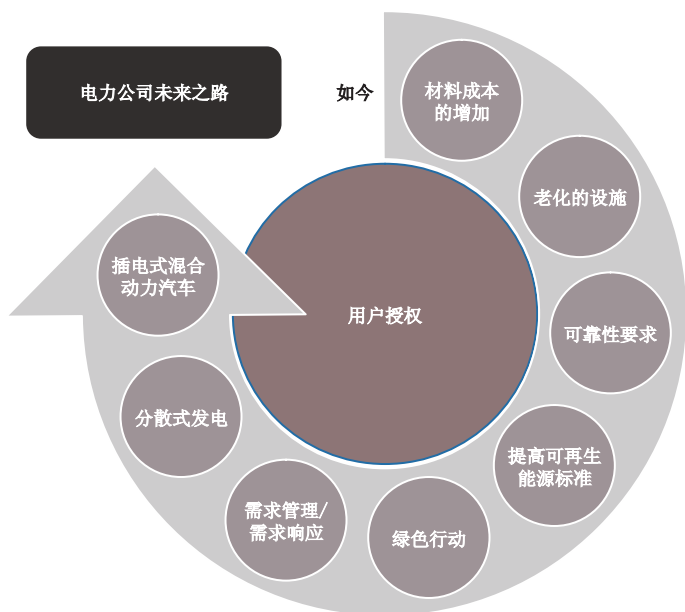 电力公司未来之路
如今
材料成本
的增加
老化的设施
可靠性要求
提高可再生
能源标准
绿色行动
需求管理/
需求响应
分散式发电
插电式混合
动力汽车
用户授权